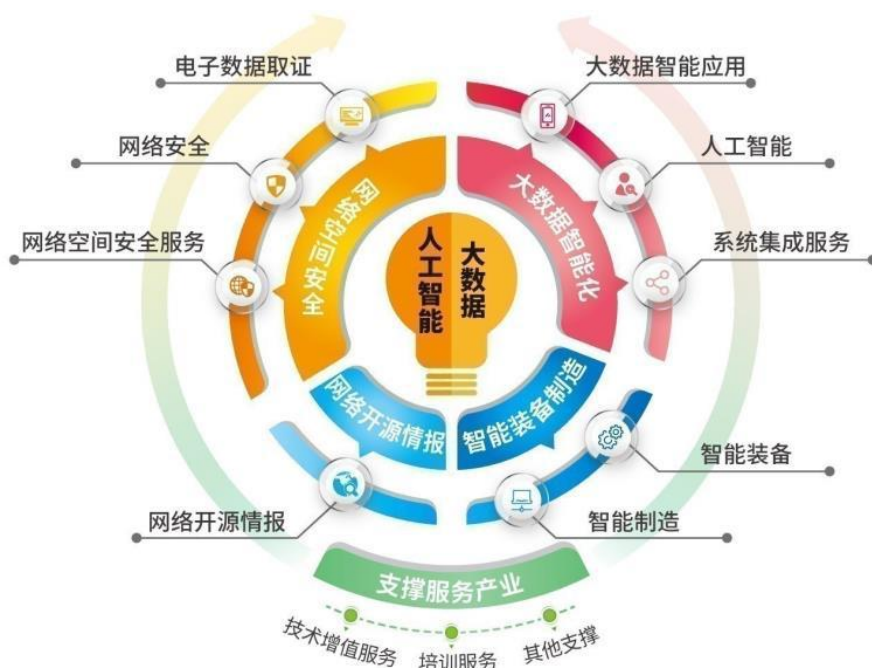 电子数据取证
大数据智能应用
网络安全
人工智能
网络空间安全服务
系统集成服务
网络空间安全
大数据智能化
人工智能
大数据
网络开源情报
智能装备制造
智能装备
网络开源情报
智能制造
支撑服务产业
技术增值服务
培训服务
其他支撑